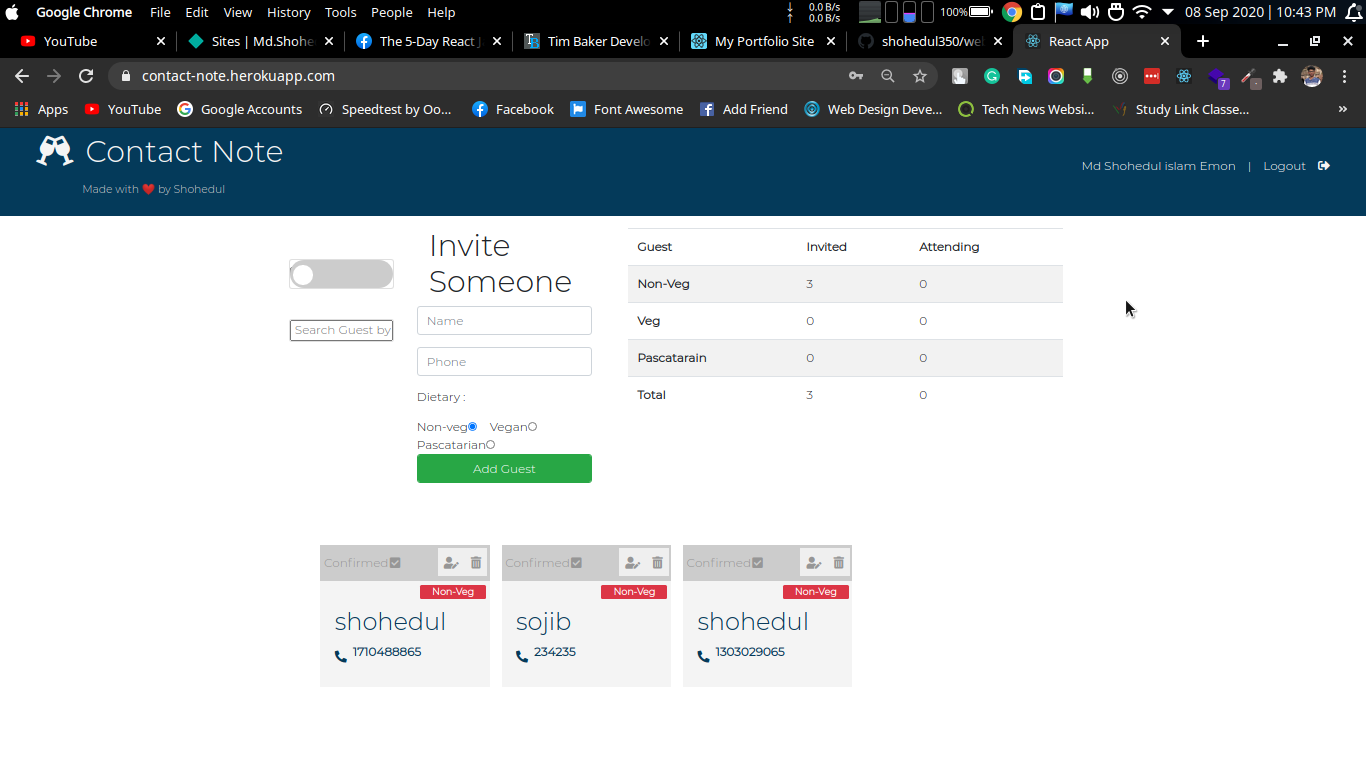 Google Chrome File Edit View History Tools People Help 0.0 B/s 0.0 B/s 100% 08 Sep 2020 | 10:43 PM
YouTube Sites | Md.Shohe The 5-Day React J Tim Baker Develo My Portfolio Site shohedul350/we React App
contact-note.herokuapp.com 7
Apps YouTube Google Accounts Speedtest by Oo... Facebook Font Awesome Add Friend Web Design Deve... Tech News Websi... Study Link Classe... »
Contact Note
Made with ❤️ by Shohedul
Md Shohedul islam Emon | Logout
Search Guest by
Invite
Someone
Name
Phone
Dietary :
Non-veg Vegan
Pascatarian
Add Guest
Guest Invited Attending
Non-Veg 3 0
Veg 0 0
Pascatarain 0 0
Total 3 0
Confirmed
Non-Veg
shohedul
1710488865
Confirmed
Non-Veg
sojib
234235
Confirmed
Non-Veg
shohedul
1303029065